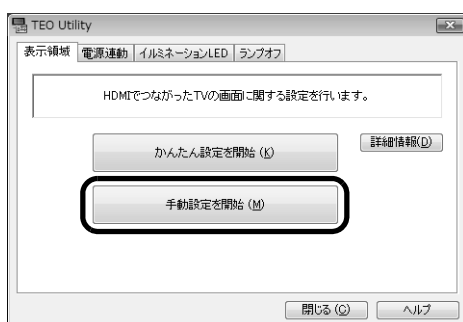 TEO Utility
表示領域 電源連動 イルミネーションLED ランプオフ
HDMIでつながったTVの画面に関する設定を行います。
かんたん設定を開始 (K)
詳細情報(D)
手動設定を開始 (M)
閉じる (C) ヘルプ